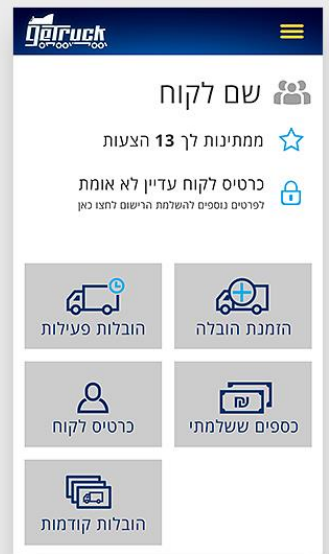 GeTruck
שם לקוח
ממתינות לך 13 הצעות
כרטיס לקוח עדיין לא אומת
לפרטים נוספים להשלמת הרישום לחצו כאן
הזמנת הובלה
הובלות פעילות
כספים ששלמתי
כרטיס לקוח
הובלות קודמות